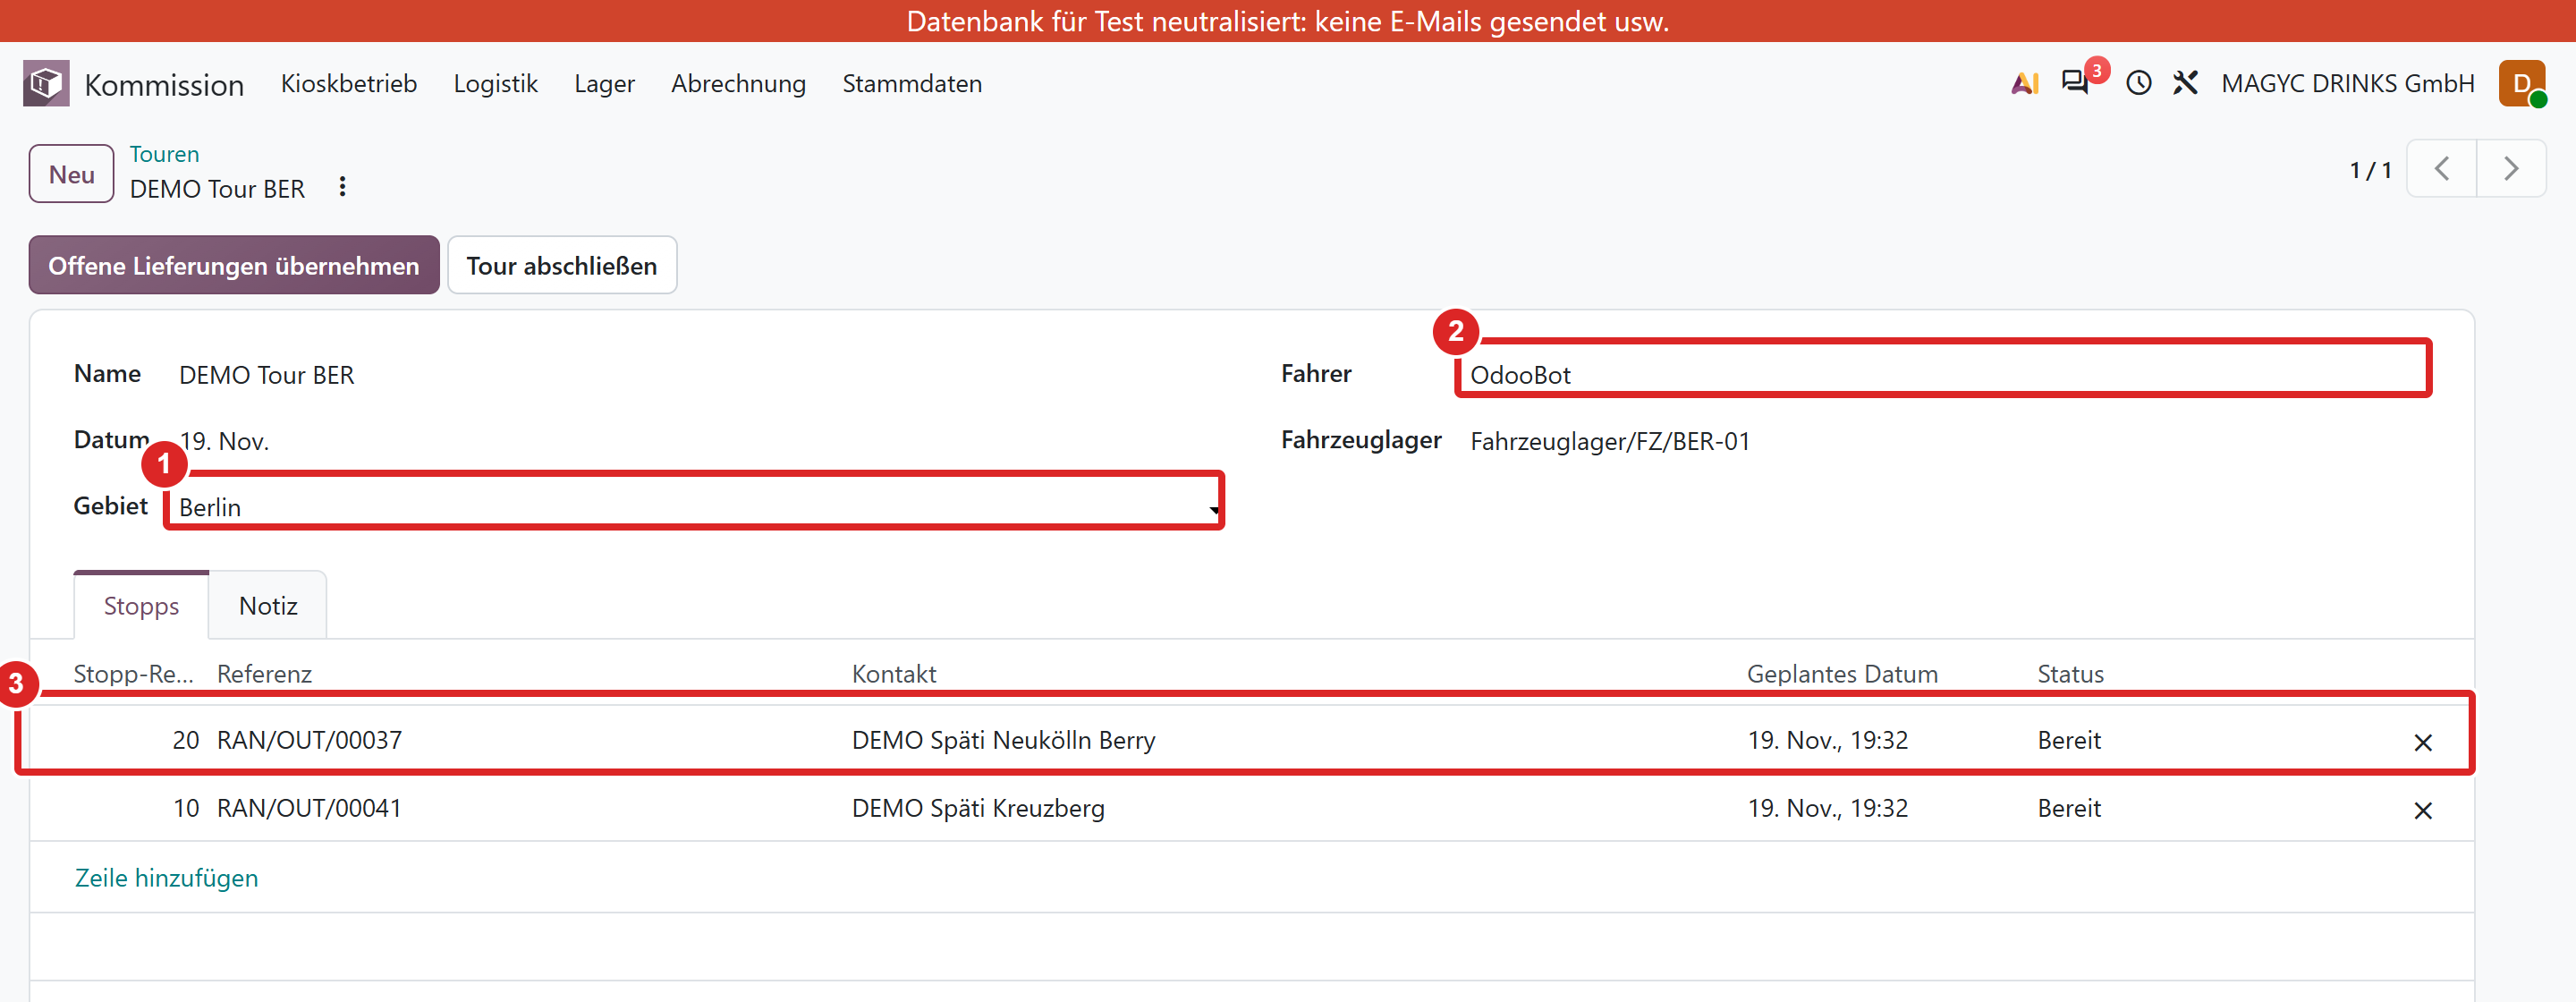 Datenbank für Test neutralisiert: keine E-Mails gesendet usw.
Kommission Kioskbetrieb Logistik Lager Abrechnung Stammdaten AI 3 MAGYC DRINKS GmbH D
Neu Touren
DEMO Tour BER
1 / 1
Offene Lieferungen übernehmen Tour abschließen
Name DEMO Tour BER
2
Fahrer OdooBot
Datum 19. Nov.
Fahrzeuglager Fahrzeuglager/FZ/BER-01
1
Gebiet Berlin
Stopps Notiz
Stopp-Re... Referenz Kontakt Geplantes Datum Status
3
20 RAN/OUT/00037 DEMO Späti Neukölln Berry 19. Nov., 19:32 Bereit
10 RAN/OUT/00041 DEMO Späti Kreuzberg 19. Nov., 19:32 Bereit
Zeile hinzufügen